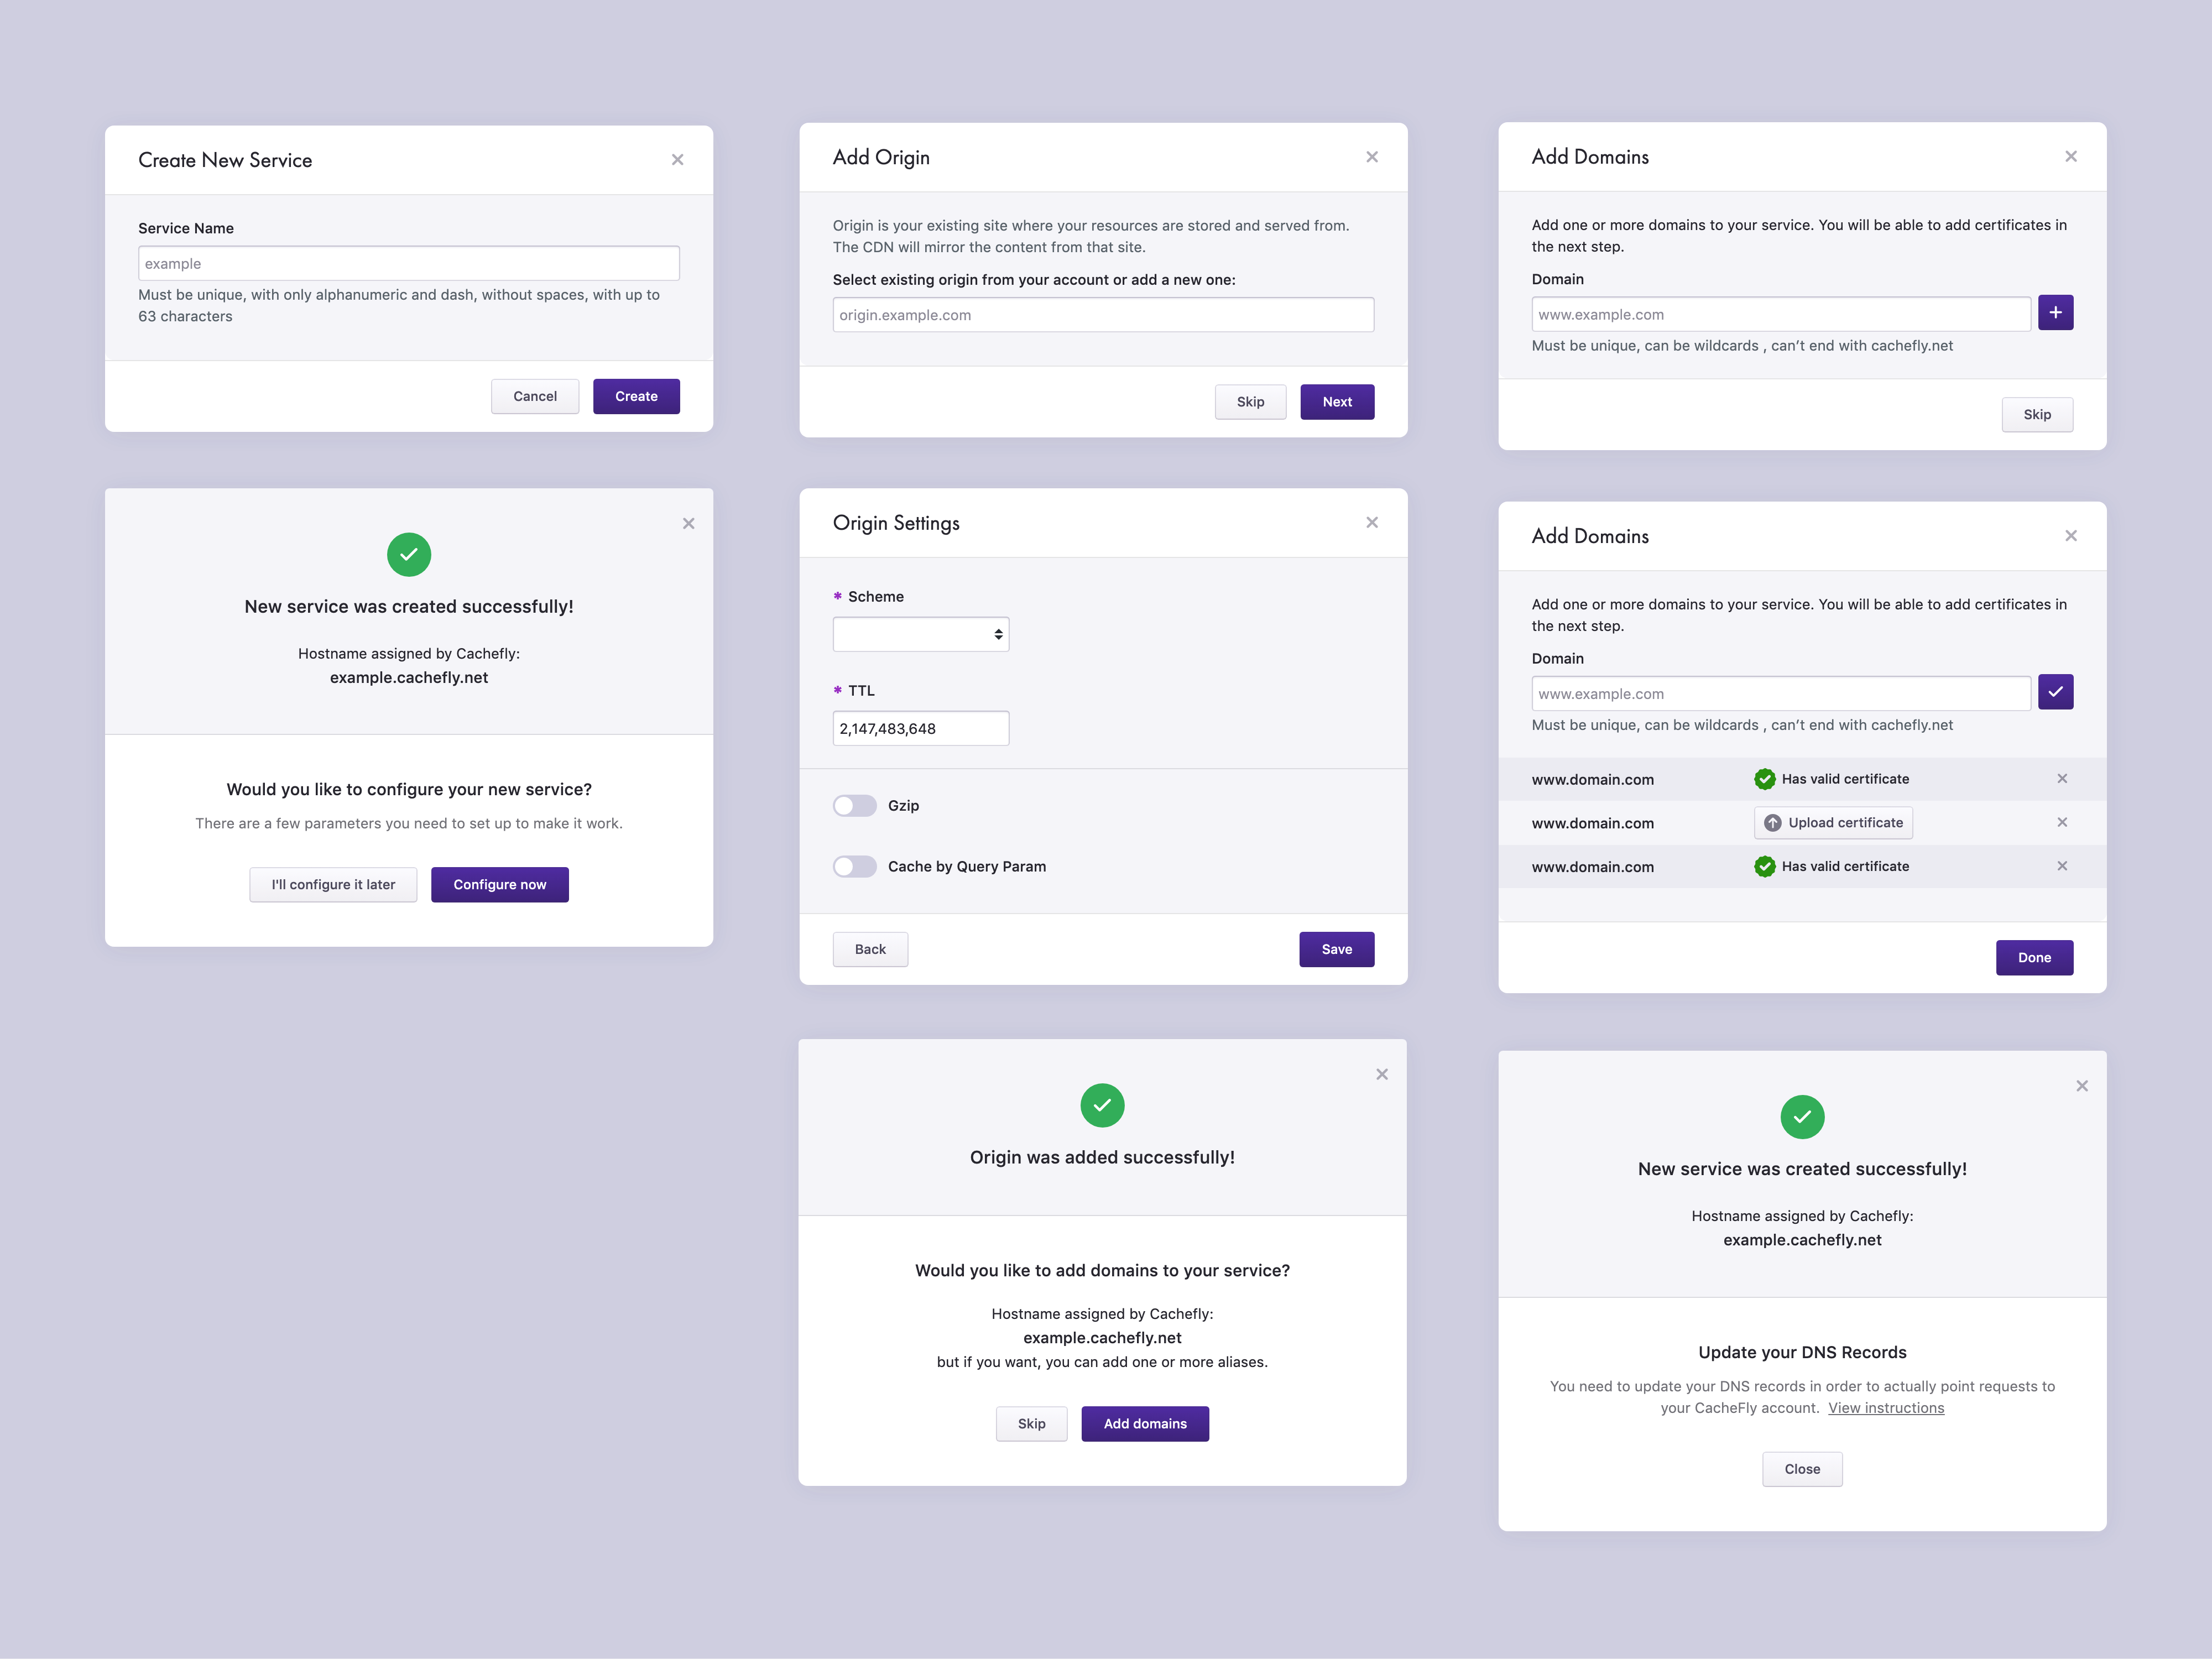 Create New Service
Service Name
example
Must be unique, with only alphanumeric and dash, without spaces, with up to
63 characters
Cancel
Create
New service was created successfully!
Hostname assigned by Cachefly:
example.cachefly.net
Would you like to configure your new service?
There are a few parameters you need to set up to make it work.
I'll configure it later
Configure now
Add Origin
Origin is your existing site where your resources are stored and served from.
The CDN will mirror the content from that site.
Select existing origin from your account or add a new one:
origin.example.com
Skip
Next
Origin Settings
* Scheme
* TTL
2,147,483,648
Gzip
Cache by Query Param
Back
Save
Origin was added successfully!
Would you like to add domains to your service?
Hostname assigned by Cachefly:
example.cachefly.net
but if you want, you can add one or more aliases.
Skip
Add domains
Add Domains
Add one or more domains to your service. You will be able to add certificates in
the next step.
Domain
www.example.com
Must be unique, can be wildcards , can’t end with cachefly.net
Skip
Add Domains
Add one or more domains to your service. You will be able to add certificates in
the next step.
Domain
www.example.com
Must be unique, can be wildcards , can’t end with cachefly.net
www.domain.com Has valid certificate
www.domain.com Upload certificate
www.domain.com Has valid certificate
Done
New service was created successfully!
Hostname assigned by Cachefly:
example.cachefly.net
Update your DNS Records
You need to update your DNS records in order to actually point requests to
your CacheFly account. View instructions
Close